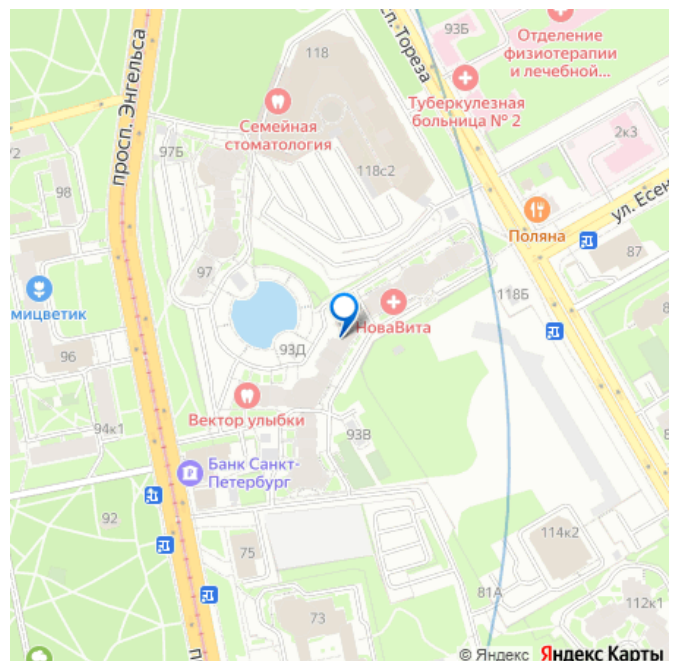 93Б
Отделение
физиотерапии
и лечебной...
сп. Тореза
118
Туберкулезная
больница № 2
просп. Энгельса
Семейная
стоматология
97Б
2к3
/2
118с2
98
ул. Есен
Поляна
87
97
118Б
мицветик
НоваВита
93Д
96
Вектор улыбки
94к1
93В
Банк Санкт-
Петербург
92
75
114к2
81А
112к1
73
П
© Яндекс Яндекс Карты